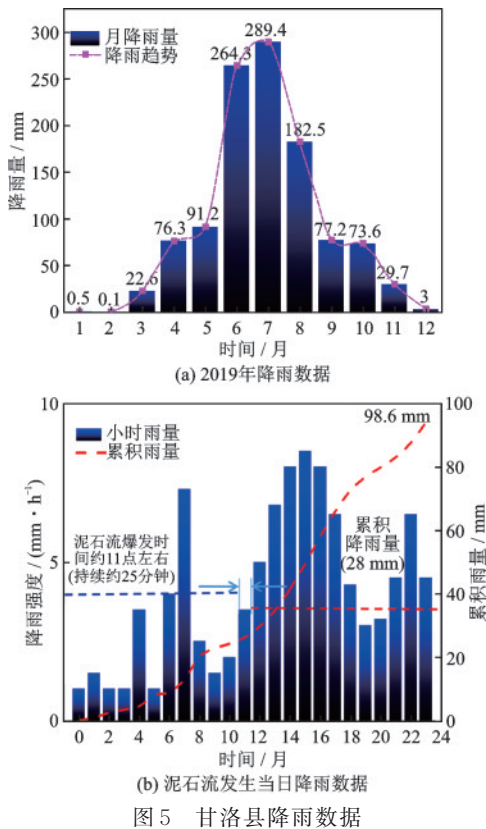 300
250
200
150
100
50
0
降雨量 / mm
月降雨量
降雨趋势
0.5
0.1
22.6
76.3
91.2
264.3
289.4
182.5
77.2
73.6
29.7
3
1 2 3 4 5 6 7 8 9 10 11 12
时间 / 月
(a) 2019年降雨数据
10
5
0
降雨强度 / (mm·h⁻¹)
小时雨量
累积雨量
98.6 mm
泥石流爆发时
间约11点左右
(持续约25分钟)
累积
降雨量
(28 mm)
100
80
60
40
20
0
累积雨量 / mm
0 2 4 6 8 10 12 14 16 18 20 22 24
时间 / 月
(b) 泥石流发生当日降雨数据
图5 甘洛县降雨数据